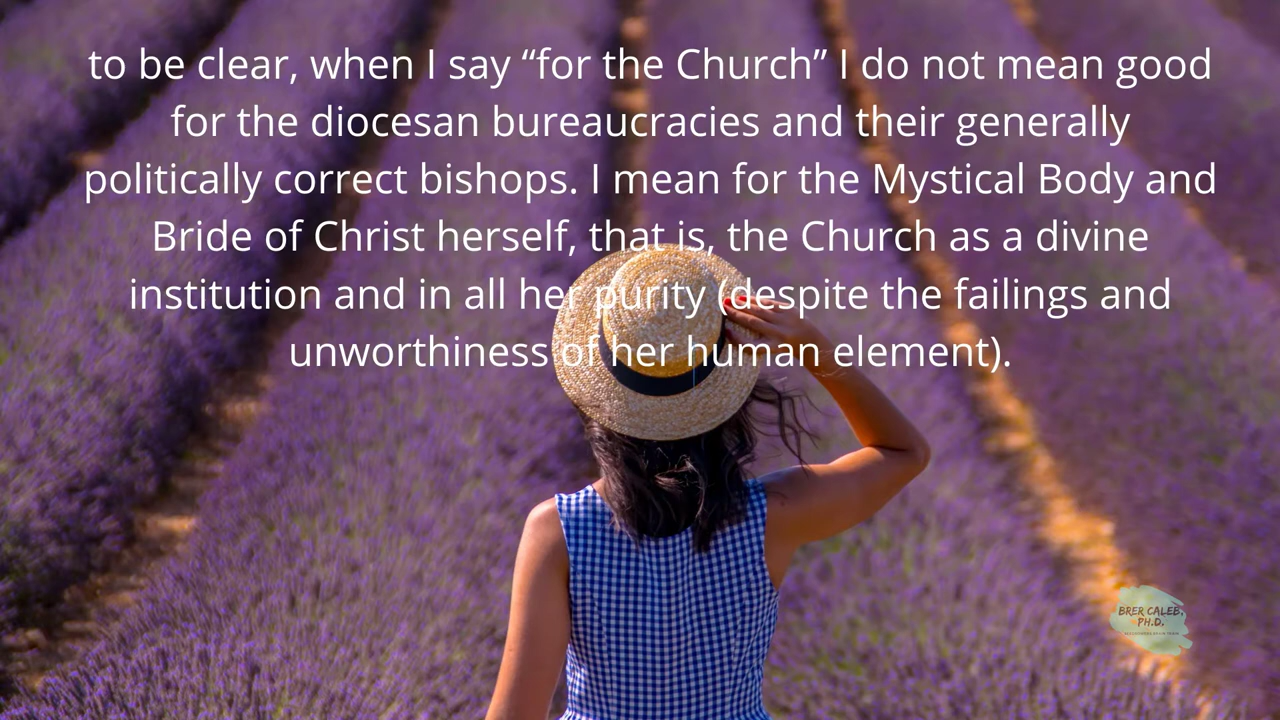 to be clear, when I say “for the Church” I do not mean good
for the diocesan bureaucracies and their generally
politically correct bishops. I mean for the Mystical Body and
Bride of Christ herself, that is, the Church as a divine
institution and in all her purity (despite the failings and
unworthiness of her human element).
BRER CALEB,
PH.D.